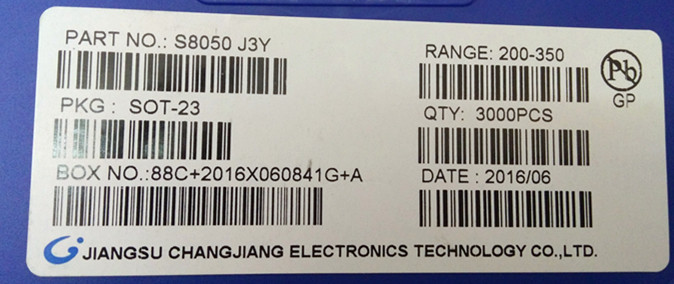 PART NO.: S8050 J3Y
RANGE: 200-350
Pb
GP
PKG : SOT-23
QTY: 3000PCS
BOX NO.:88C+2016X060841G+A
DATE : 2016/06
JIANGSU CHANGJIANG ELECTRONICS TECHNOLOGY CO.,LTD.